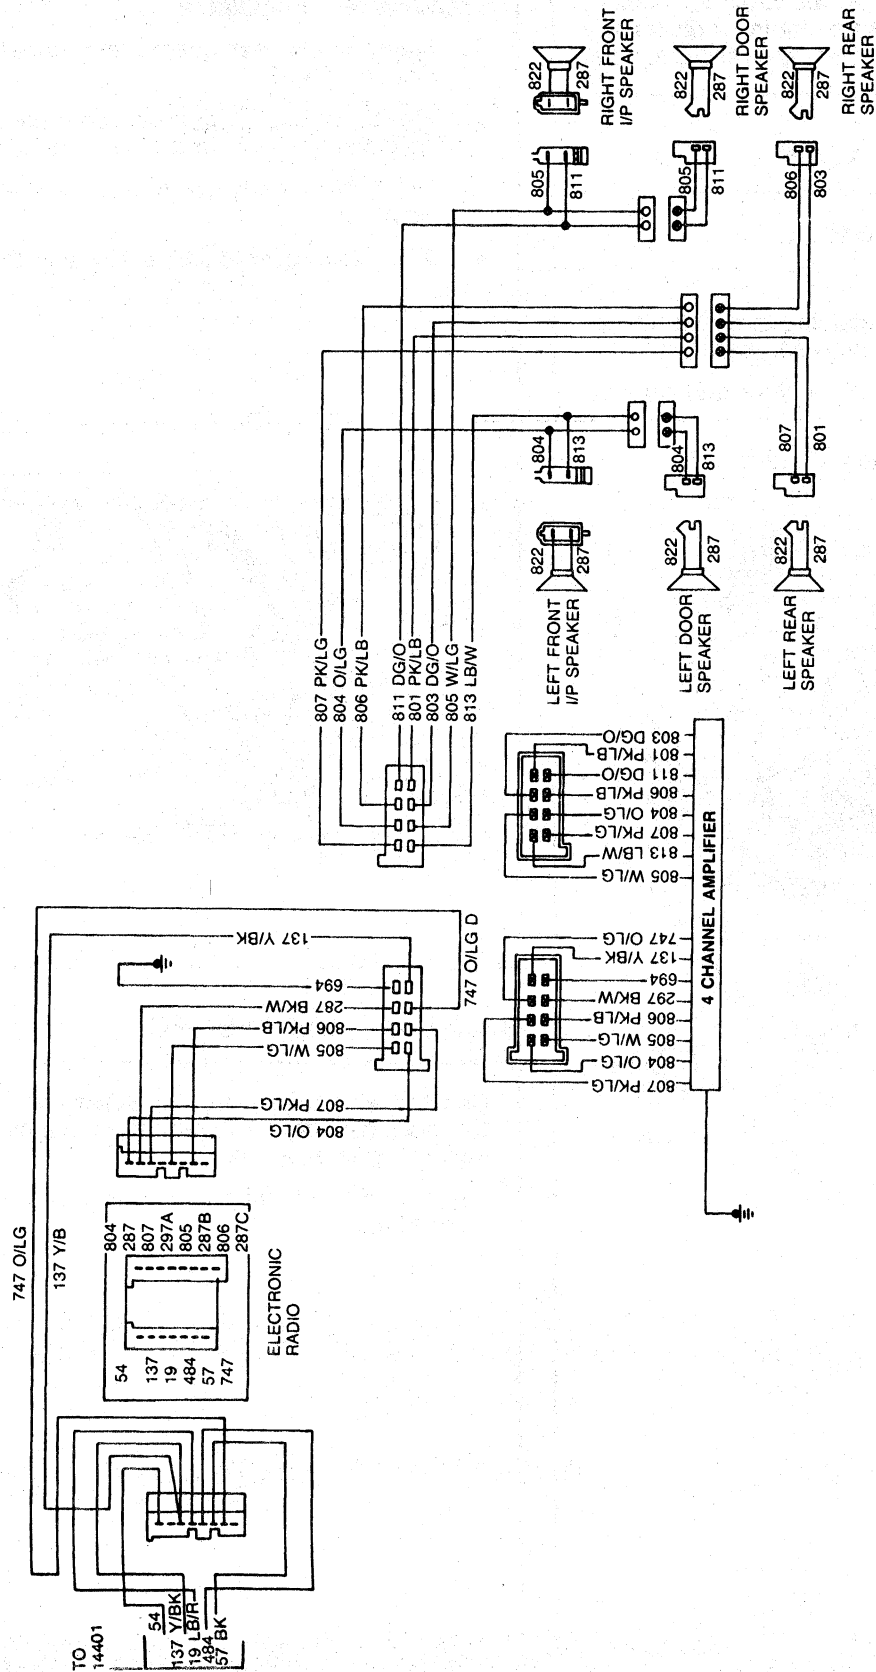 822
287
RIGHT FRONT
I/P SPEAKER
822
287
RIGHT DOOR
SPEAKER
822
287
RIGHT REAR
SPEAKER
805
811
805
811
806
803
804
813
804
813
807
801
822
287
LEFT FRONT
I/P SPEAKER
822
287
LEFT DOOR
SPEAKER
822
287
LEFT REAR
SPEAKER
807 PK/LG
804 O/LG
806 PK/LB
811 DG/O
801 PK/LB
803 DG/O
805 W/LG
813 LB/W
803 DG/O
801 PK/LB
811 DG/O
806 PK/LB
804 O/LG
807 PK/LG
813 LB/W
805 W/LG
747 O/LG
137 Y/BK
694
297 BK/W
806 PK/LB
805 W/LG
804 O/LG
807 PK/LG
4 CHANNEL AMPLIFIER
137 Y/BK
694
287 BK/W
806 PK/LB
805 W/LG
807 PK/LG
804 O/LG
747 O/LG D
747 O/LG
137 Y/B
804
287
807
297A
805
287B
806
287C
54
137
19
484
57
747
ELECTRONIC
RADIO
TO
14401
54
137 Y/BK
19 LB/R
484
57 BK